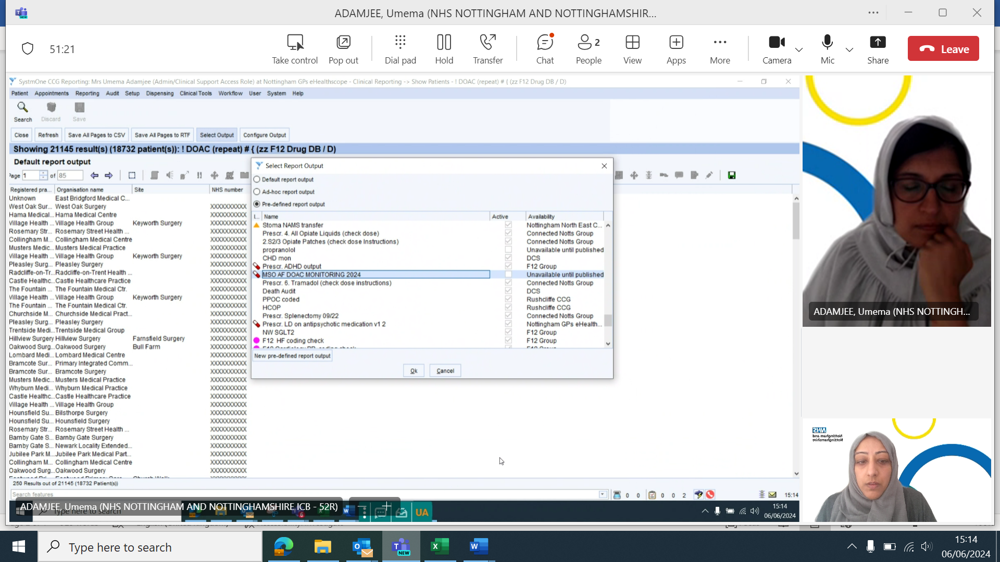 ADAMJEE, Umema (NHS NOTTINGHAM AND NOTTINGHAMSHIR...
51:21
Take control
Pop out
Dial pad
Hold
Transfer
Chat
2
People
View
Apps
More
Camera
Mic
Share
Leave
SystmOne CCG Reporting: Mrs Umema Adamjee (Admin/Clinical Support Access Role) at Nottingham GPs eHealthscope - Clinical Reporting -> Show Patients - ! DOAC (repeat) # { (zz F12 Drug DB / D)
Patient Appointments Reporting Audit Setup Dispensing Clinical Tools Workflow User System Help
Search Discard Save
Close Refresh Save All Pages to CSV Save All Pages to RTF Select Output Configure Output
Showing 21145 result(s) (18732 patient(s)): ! DOAC (repeat) # { (zz F12 Drug DB / D)
Default report output
Page 1 of 85
Registered pra... Organisation name Site NHS number
Unknown East Bridgford Medical C...
West Oak Sur... West Oak Surgery XXXXXXXXXX
Hama Medical... Hama Medical Centre XXXXXXXXXX
Village Health ... Village Health Group Keyworth Surgery XXXXXXXXXX
Rosemary Str... Rosemary Street Health ... XXXXXXXXXX
Collingham M... Collingham Medical Centre XXXXXXXXXX
Musters Medic... Musters Medical Practice XXXXXXXXXX
Village Health ... Village Health Group Keyworth Surgery XXXXXXXXXX
Pleasley Surg... Pleasley Surgery XXXXXXXXXX
Radcliffe-on-Tr... Radcliffe-on-Trent Health ... XXXXXXXXXX
Castle Healthc... Castle Healthcare Practice XXXXXXXXXX
The Fountain ... The Fountain Medical Ctr. XXXXXXXXXX
Village Health ... Village Health Group Keyworth Surgery XXXXXXXXXX
The Fountain ... The Fountain Medical Ctr. XXXXXXXXXX
Churchside M... Churchside Medical Pract... XXXXXXXXXX
Pleasley Surg... Pleasley Surgery XXXXXXXXXX
Trentside Medi... Trentside Medical Group XXXXXXXXXX
Hillview Surgery Hillview Surgery Farnsfield Surgery XXXXXXXXXX
Oakwood Surg... Oakwood Surgery Bull Farm XXXXXXXXXX
Lombard Medi... Lombard Medical Centre XXXXXXXXXX
Bramcote Sur... Primary Integrated Comm... XXXXXXXXXX
Bramcote Sur... Bramcote Surgery XXXXXXXXXX
Musters Medic... Musters Medical Practice XXXXXXXXXX
Whyburn Medi... Whyburn Medical Practice XXXXXXXXXX
Castle Healthc... Castle Healthcare Practice XXXXXXXXXX
Village Health ... Village Health Group XXXXXXXXXX
Hounsfield Su... Bilsthorpe Surgery XXXXXXXXXX
Hounsfield Su... Hounsfield Surgery XXXXXXXXXX
Rosemary Str... Rosemary Street Health ... XXXXXXXXXX
Barnby Gate S... Barnby Gate Surgery XXXXXXXXXX
Barnby Gate S... Newark Locality Extended... XXXXXXXXXX
Jubilee Park M... Jubilee Park Medical Part... XXXXXXXXXX
Collingham M... Collingham Medical Centre XXXXXXXXXX
Oakwood Surg... Oakwood Surgery XXXXXXXXXX
Select Report Output
Default report output
Ad-hoc report output
Pre-defined report output
I... Name Active Availability
Stoma NAMS transfer Nottingham North East C...
Prescr. 4. All Opiate Liquids (check dose) Connected Notts Group
2.S2/3 Opiate Patches (check dose Instructions) Connected Notts Group
propranolol Unavailable until published
CHD mon DCS
Prescr. ADHD output F12 Group
MSO AF DOAC MONITORING 2024 Unavailable until published
Prescr. 6. Tramadol (check dose instructions) Connected Notts Group
Death Audit DCS
PPOC coded Rushcliffe CCG
HCOP Rushcliffe CCG
Prescr. Splenectomy 09/22 Connected Notts Group
Prescr. LD on antipsychotic medication v1 2 Nottingham GPs eHealth...
NW SGLT2 F12 Group
F12 HF coding check F12 Group
New pre-defined report output
Ok Cancel
250 Results out of 21145 (18732 Patient(s))
Search features
0 0 0 0 2 15:14
ADAMJEE, Umema (NHS NOTTINGHAM AND NOTTINGHAMSHIRE ICB - 52R)
UA
15:14
06/06/2024
ADAMJEE, Umema (NHS NOTTINGH...
NHS
Nottingham and
Nottinghamshire
Type here to search
NEW
15:14
06/06/2024